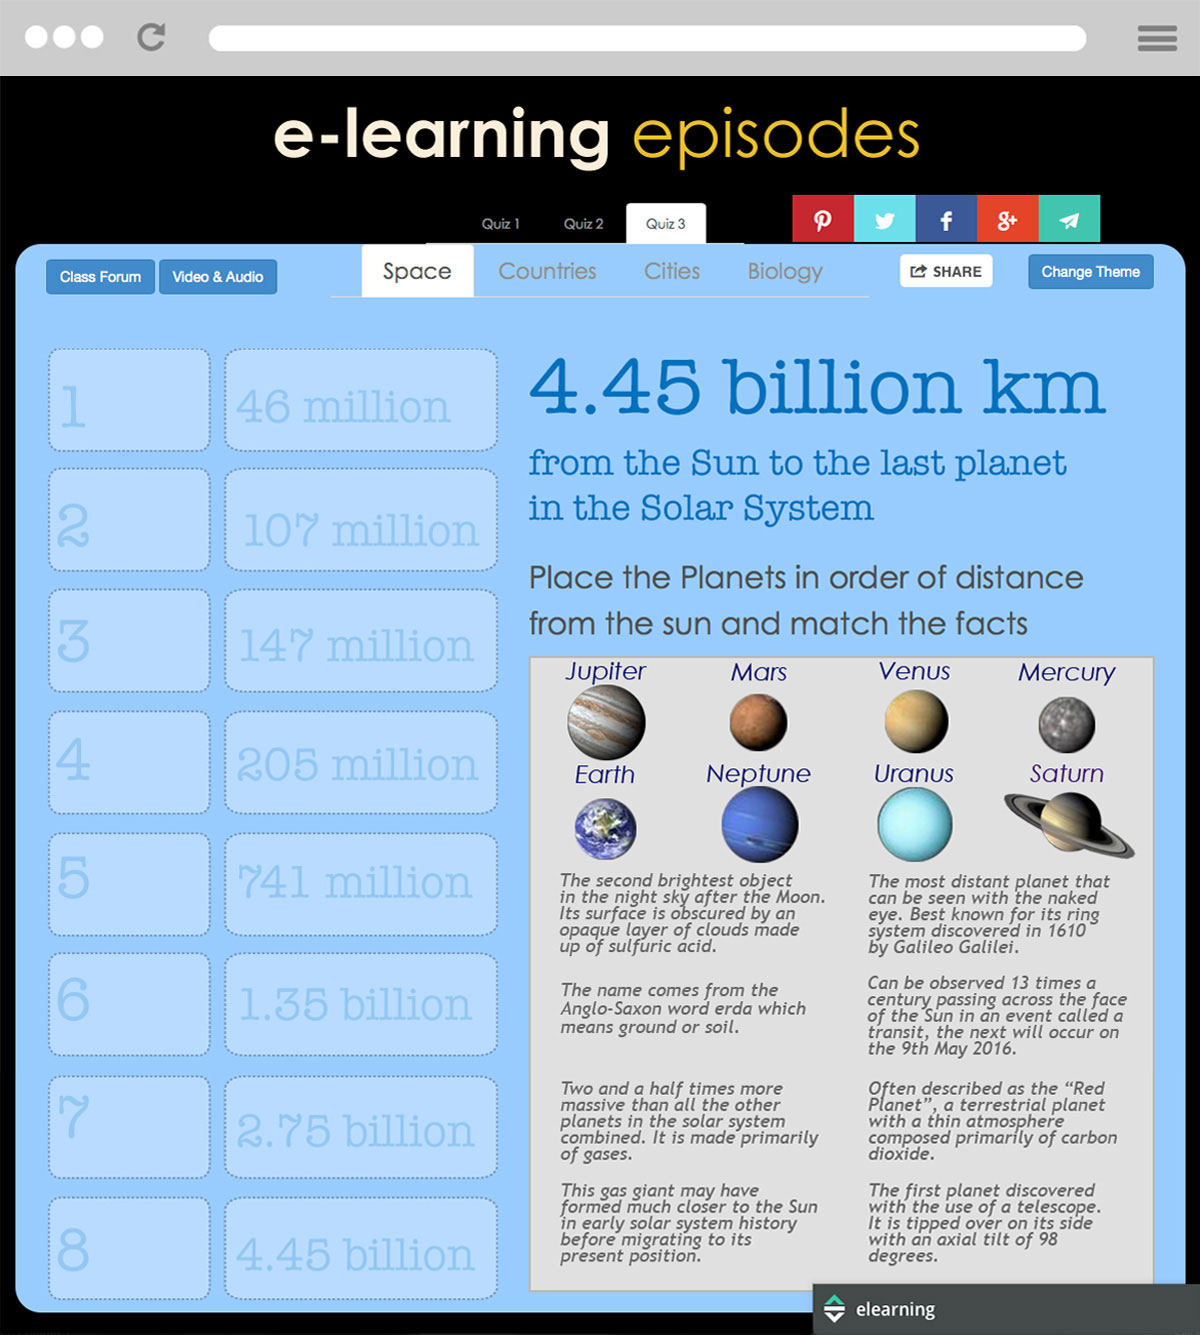 e-learning episodes
Quiz 1
Quiz 2
Quiz 3
Class Forum
Video & Audio
Space
Countries
Cities
Biology
SHARE
Change Theme
1
46 million
2
107 million
3
147 million
4
205 million
5
741 million
6
1.35 billion
7
2.75 billion
8
4.45 billion
4.45 billion km
from the Sun to the last planet
in the Solar System
Place the Planets in order of distance
from the sun and match the facts
Jupiter
Mars
Venus
Mercury
Earth
Neptune
Uranus
Saturn
The second brightest object
in the night sky after the Moon.
Its surface is obscured by an
opaque layer of clouds made
up of sulfuric acid.
The most distant planet that
can be seen with the naked
eye. Best known for its ring
system discovered in 1610
by Galileo Galilei.
The name comes from the
Anglo-Saxon word erda which
means ground or soil.
Can be observed 13 times a
century passing across the face
of the Sun in an event called a
transit, the next will occur on
the 9th May 2016.
Two and a half times more
massive than all the other
planets in the solar system
combined. It is made primarily
of gases.
Often described as the “Red
Planet”, a terrestrial planet
with a thin atmosphere
composed primarily of carbon
dioxide.
This gas giant may have
formed much closer to the Sun
in early solar system history
before migrating to its
present position.
The first planet discovered
with the use of a telescope.
It is tipped over on its side
with an axial tilt of 98
degrees.
elearning